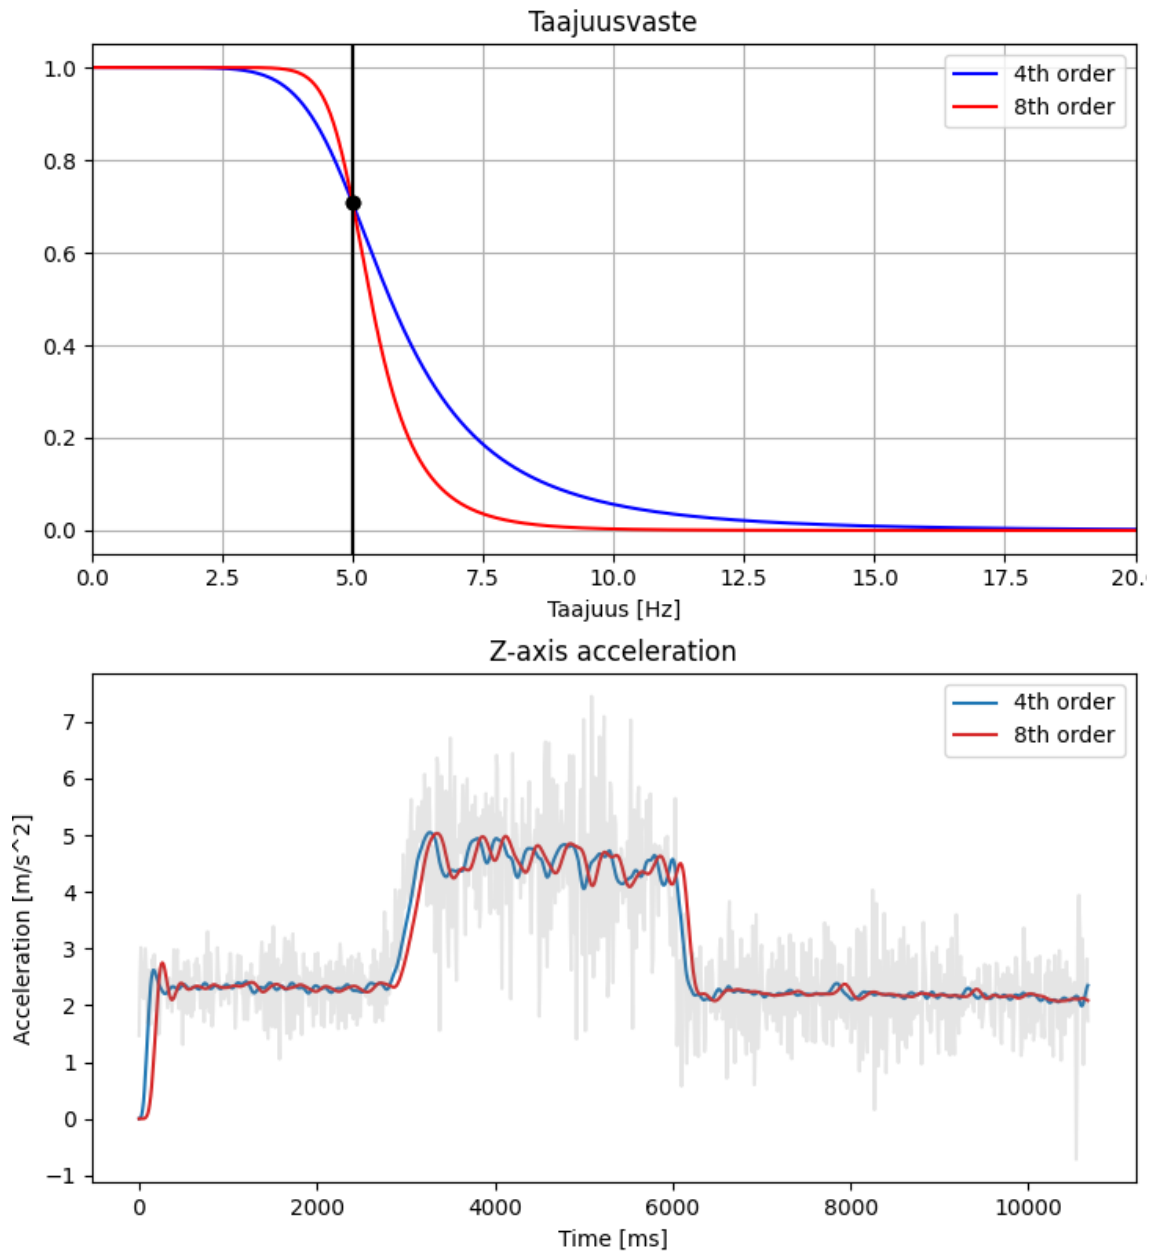 Taajuusvaste
1.0
0.8
0.6
0.4
0.2
0.0
4th order
8th order
0.0 2.5 5.0 7.5 10.0 12.5 15.0 17.5 20.
Taajuus [Hz]
Z-axis acceleration
Acceleration [m/s^2]
7
6
5
4
3
2
1
0
−1
4th order
8th order
0 2000 4000 6000 8000 10000
Time [ms]